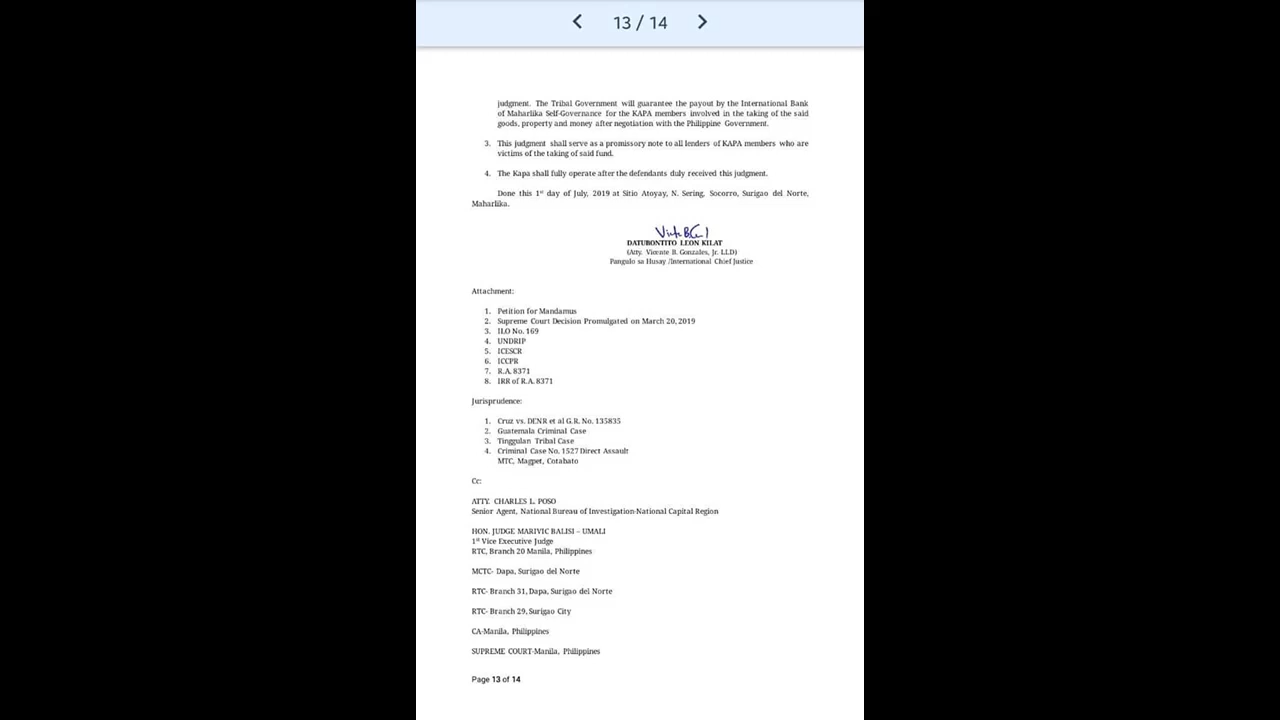 13 / 14
judgment. The Tribal Government will guarantee the payout by the International Bank
of Maharlika Self-Governance for the KAPA members involved in the taking of the said
goods, property and money after negotiation with the Philippine Government.
3. This judgment shall serve as a promissory note to all lenders of KAPA members who are
victims of the taking of said fund.
4. The Kapa shall fully operate after the defendants duly received this judgment.
Done this 1st day of July, 2019 at Sitio Atoyay, N. Sering, Socorro, Surigao del Norte,
Maharlika.
DATUBONTITO LEON KILAT
(Atty. Vicente B. Gonzales, Jr. LLD)
Pangulo sa Husay /International Chief Justice
Attachment:
1. Petition for Mandamus
2. Supreme Court Decision Promulgated on March 20, 2019
3. ILO No. 169
4. UNDRIP
5. ICESCR
6. ICCPR
7. R.A. 8371
8. IRR of R.A. 8371
Jurisprudence:
1. Cruz vs. DENR et al G.R. No. 135835
2. Guatemala Criminal Case
3. Tinggulan Tribal Case
4. Criminal Case No. 1527 Direct Assault
MTC, Magpet, Cotabato
Cc:
ATTY. CHARLES L. POSO
Senior Agent, National Bureau of Investigation-National Capital Region
HON. JUDGE MARIVIC BALISI – UMALI
1st Vice Executive Judge
RTC, Branch 20 Manila, Philippines
MCTC- Dapa, Surigao del Norte
RTC- Branch 31, Dapa, Surigao del Norte
RTC- Branch 29, Surigao City
CA-Manila, Philippines
SUPREME COURT-Manila, Philippines
Page 13 of 14